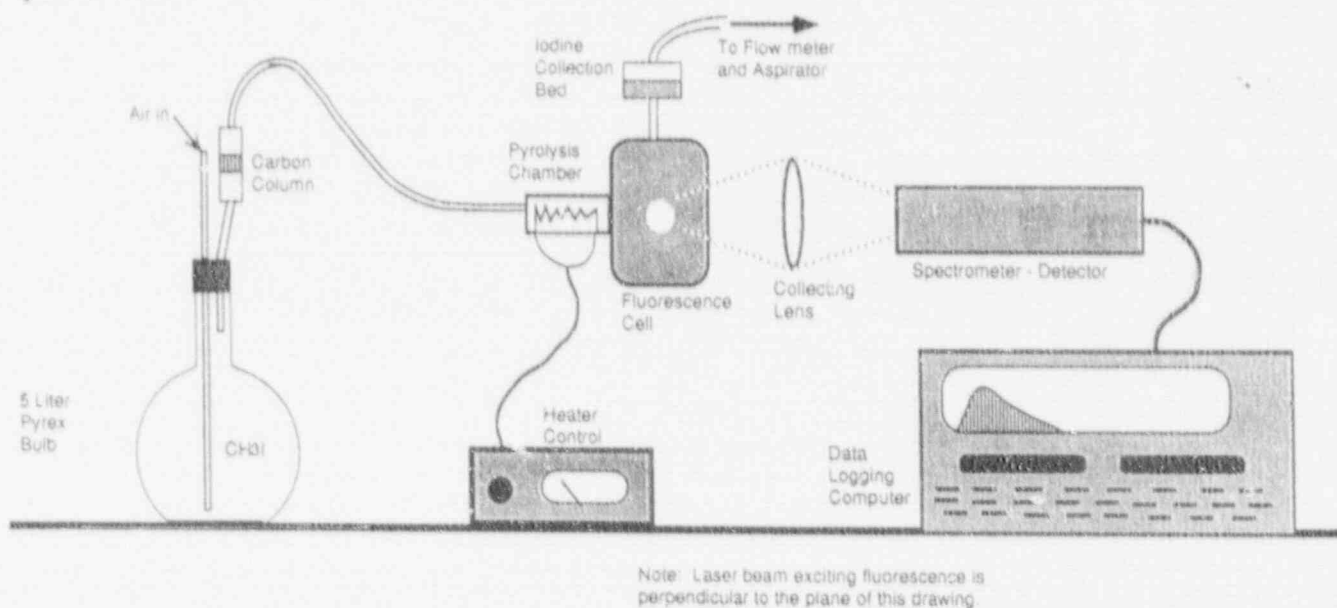 Iodine
Collection
Bed
To Flow meter
and Aspirator
Air in
Carbon
Column
Pyrolysis
Chamber
Fluorescence
Cell
Collecting
Lens
Spectrometer - Detector
5 Liter
Pyrex
Bulb
CH3I
Heater
Control
Data
Logging
Computer
Note: Laser beam exciting fluorescence is
perpendicular to the plane of this drawing